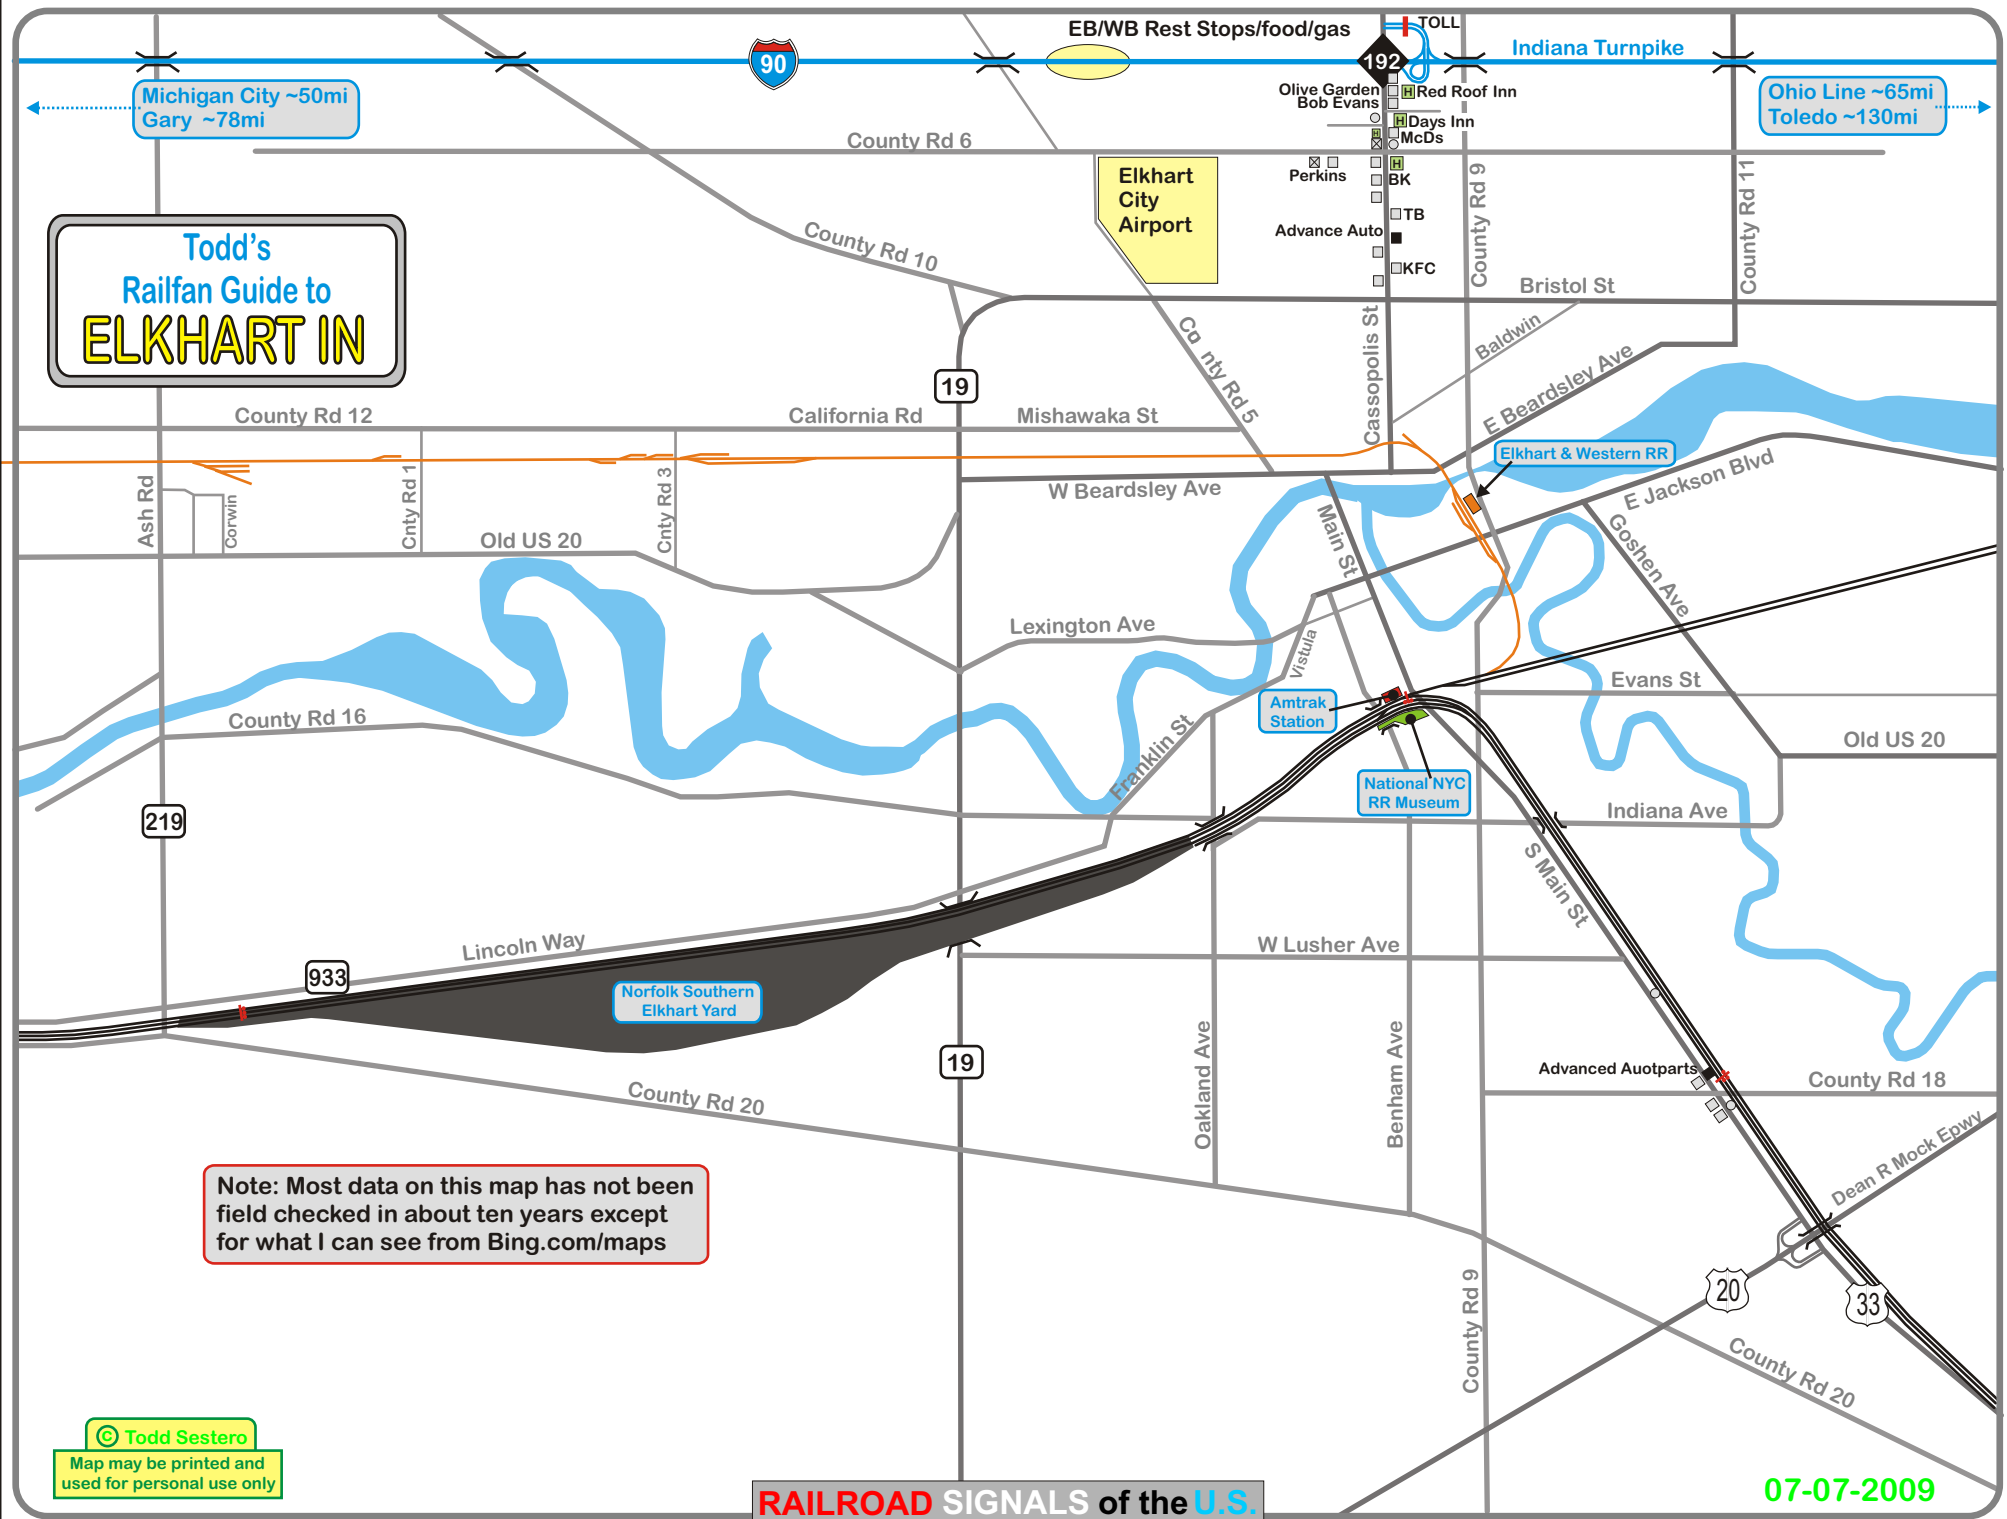 EB/WB Rest Stops/food/gas
TOLL
90
192
Indiana Turnpike
Michigan City ~50mi
Gary ~78mi
Ohio Line ~65mi
Toledo ~130mi
Olive Garden
Bob Evans
H Red Roof Inn
H Days Inn
H
McDs
County Rd 6
Perkins
H
BK
TB
Advance Auto
KFC
Elkhart
City
Airport
County Rd 9
County Rd 11
Todd's
Railfan Guide to
ELKHART IN
County Rd 10
Bristol St
Baldwin
County Rd 5
Cassopolis St
E Beardsley Ave
19
County Rd 12
California Rd
Mishawaka St
Elkhart & Western RR
E Jackson Blvd
W Beardsley Ave
Ash Rd
Corwin
Cnty Rd 1
Cnty Rd 3
Old US 20
Main St
Goshen Ave
Lexington Ave
Vistula
Evans St
Amtrak
Station
County Rd 16
Franklin St
Old US 20
National NYC
RR Museum
Indiana Ave
219
S Main St
Lincoln Way
W Lusher Ave
933
Norfolk Southern
Elkhart Yard
19
Oakland Ave
Benham Ave
Advanced Auotparts
County Rd 18
County Rd 20
Dean R Mock Epwy
Note: Most data on this map has not been
field checked in about ten years except
for what I can see from Bing.com/maps
20
33
County Rd 9
County Rd 20
© Todd Sestero
Map may be printed and
used for personal use only
RAILROAD SIGNALS of the U.S.
07-07-2009